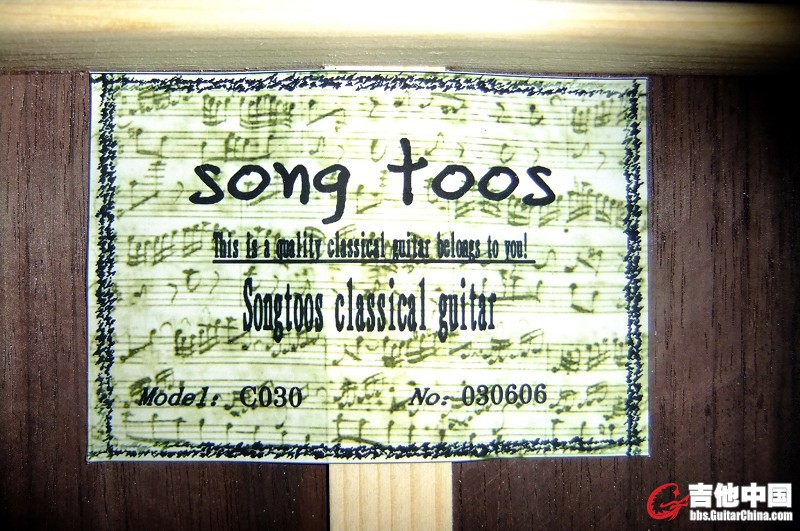 song toos
This is a quality classical guitar belongs to you!
Songtoos classical guitar
Model: C030 No: 030606
吉他中国
bbs.GuitarChina.com